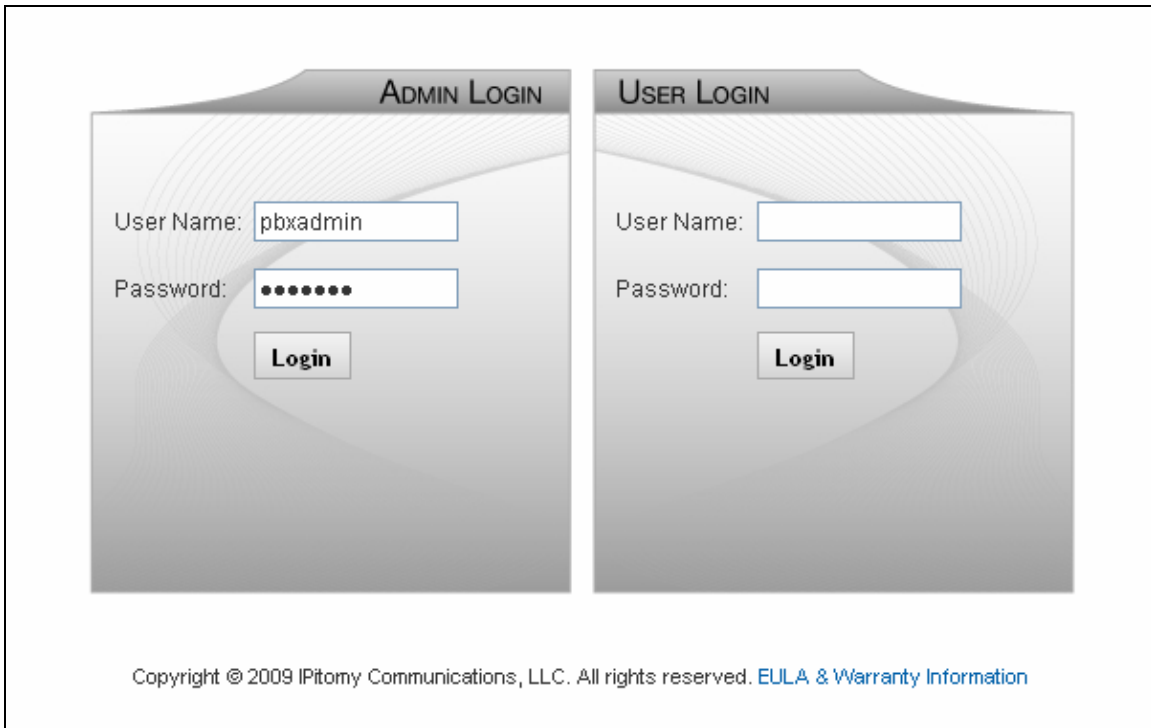 ADMIN LOGIN
User Name: pbxadmin
Password: •••••••
Login
USER LOGIN
User Name:
Password:
Login
Copyright © 2009 IPitomy Communications, LLC. All rights reserved. EULA & Warranty Information